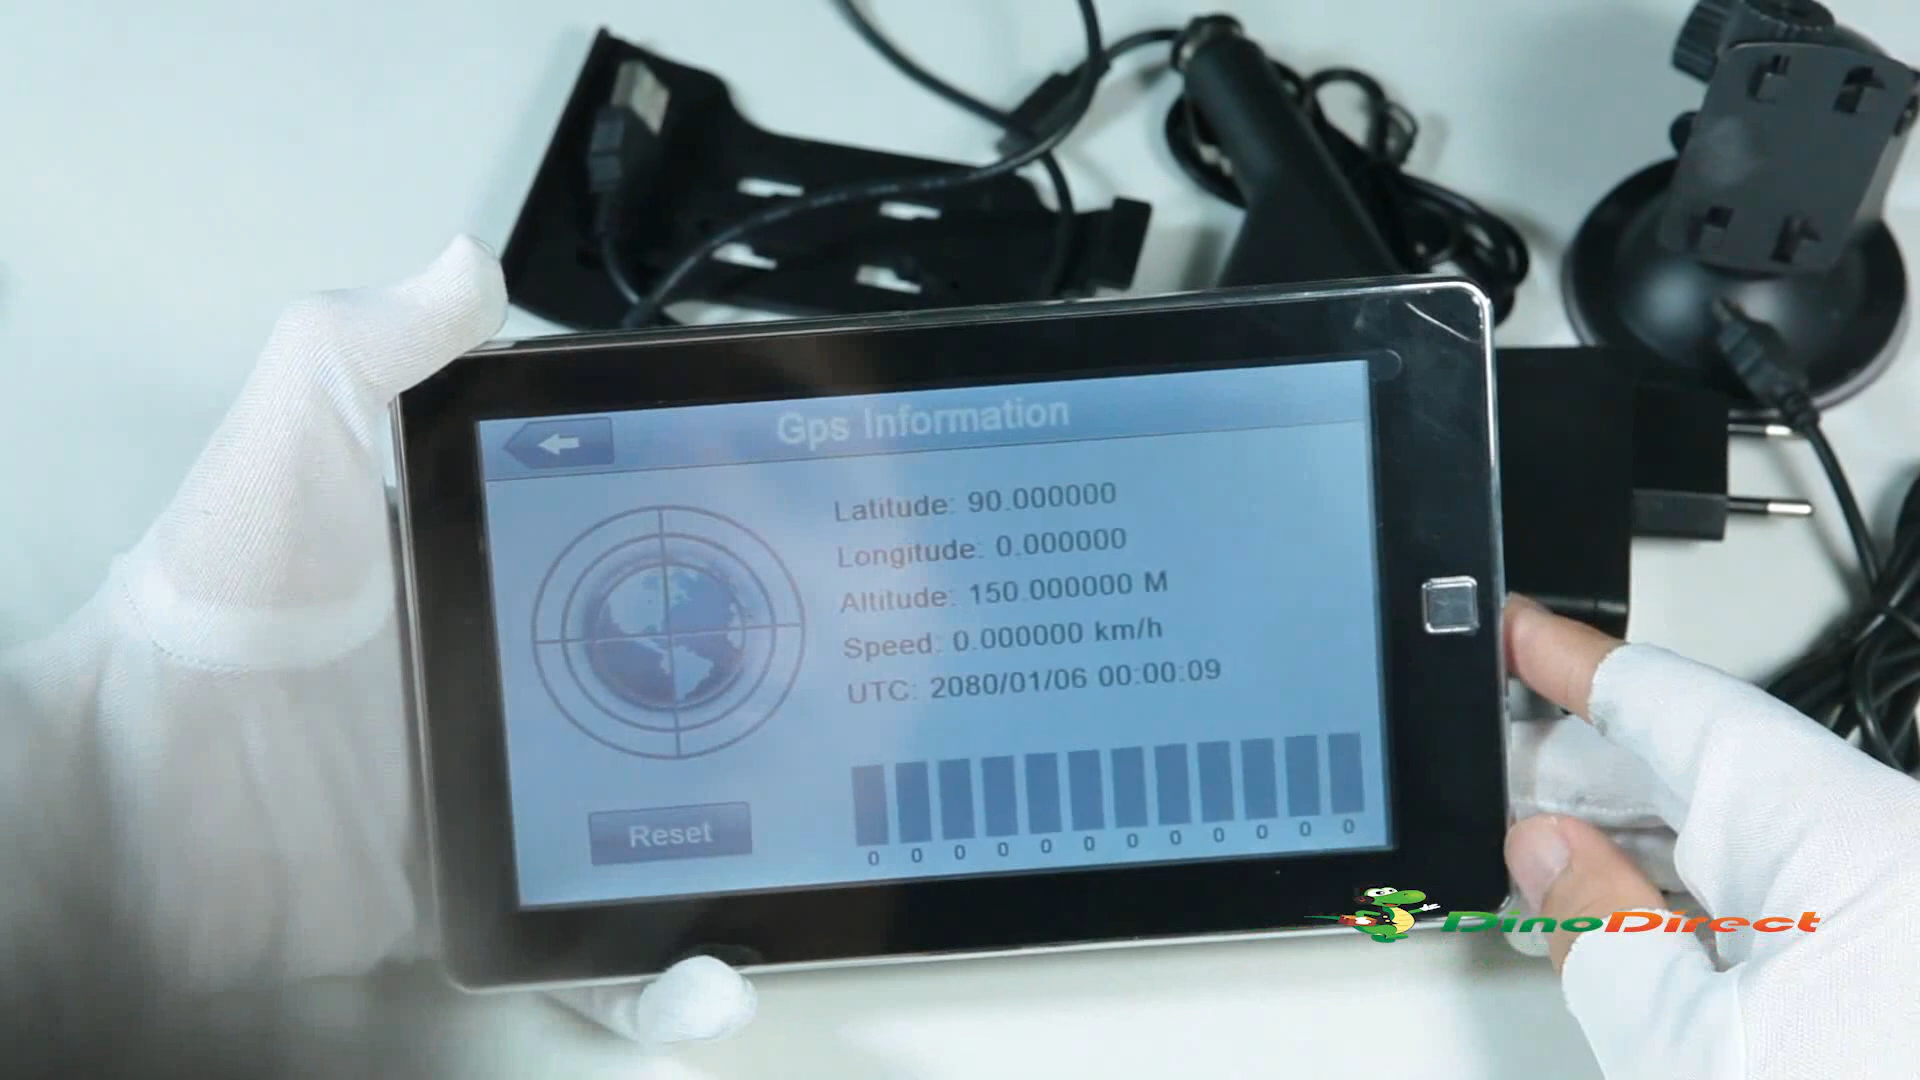 Gps Information
Latitude: 90.000000
Longitude: 0.000000
Altitude: 150.000000 M
Speed: 0.000000 km/h
UTC: 2080/01/06 00:00:09
Reset
0 0 0 0 0 0 0 0 0 0 0 0
DinoDirect